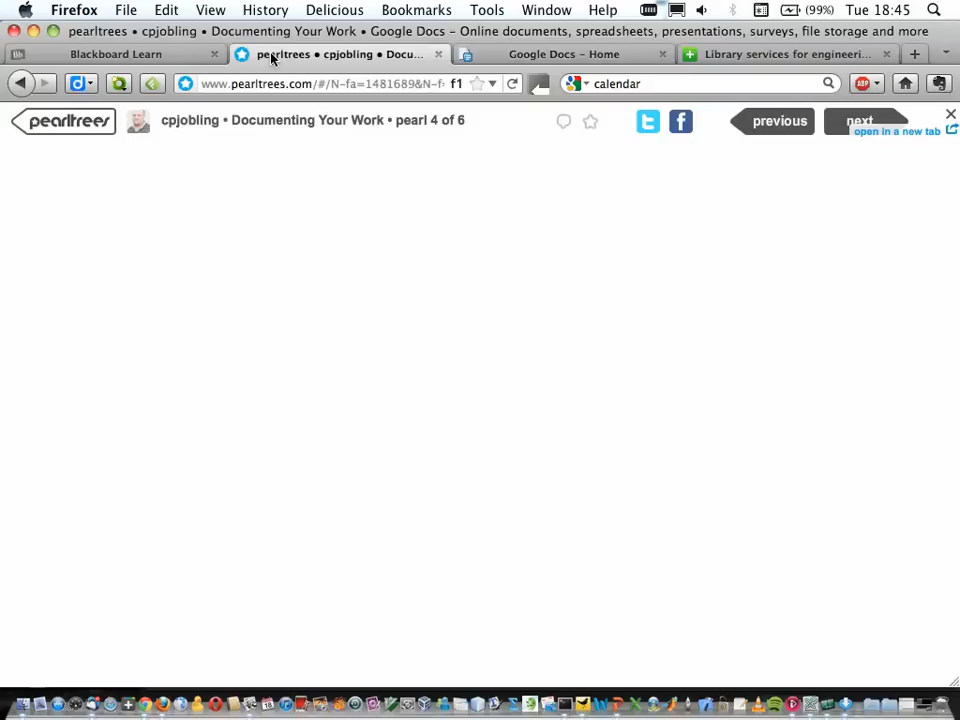 Firefox File Edit View History Delicious Bookmarks Tools Window Help (99%) Tue 18:45
pearltrees • cpjobling • Documenting Your Work • Google Docs – Online documents, spreadsheets, presentations, surveys, file storage and more
Blackboard Learn pearltrees • cpjobling • Docu... Google Docs – Home Library services for engineeri...
www.pearltrees.com/#/N-fa=1481689&N-f f1 calendar ABP
pearltrees cpjobling • Documenting Your Work • pearl 4 of 6 previous next
open in a new tab